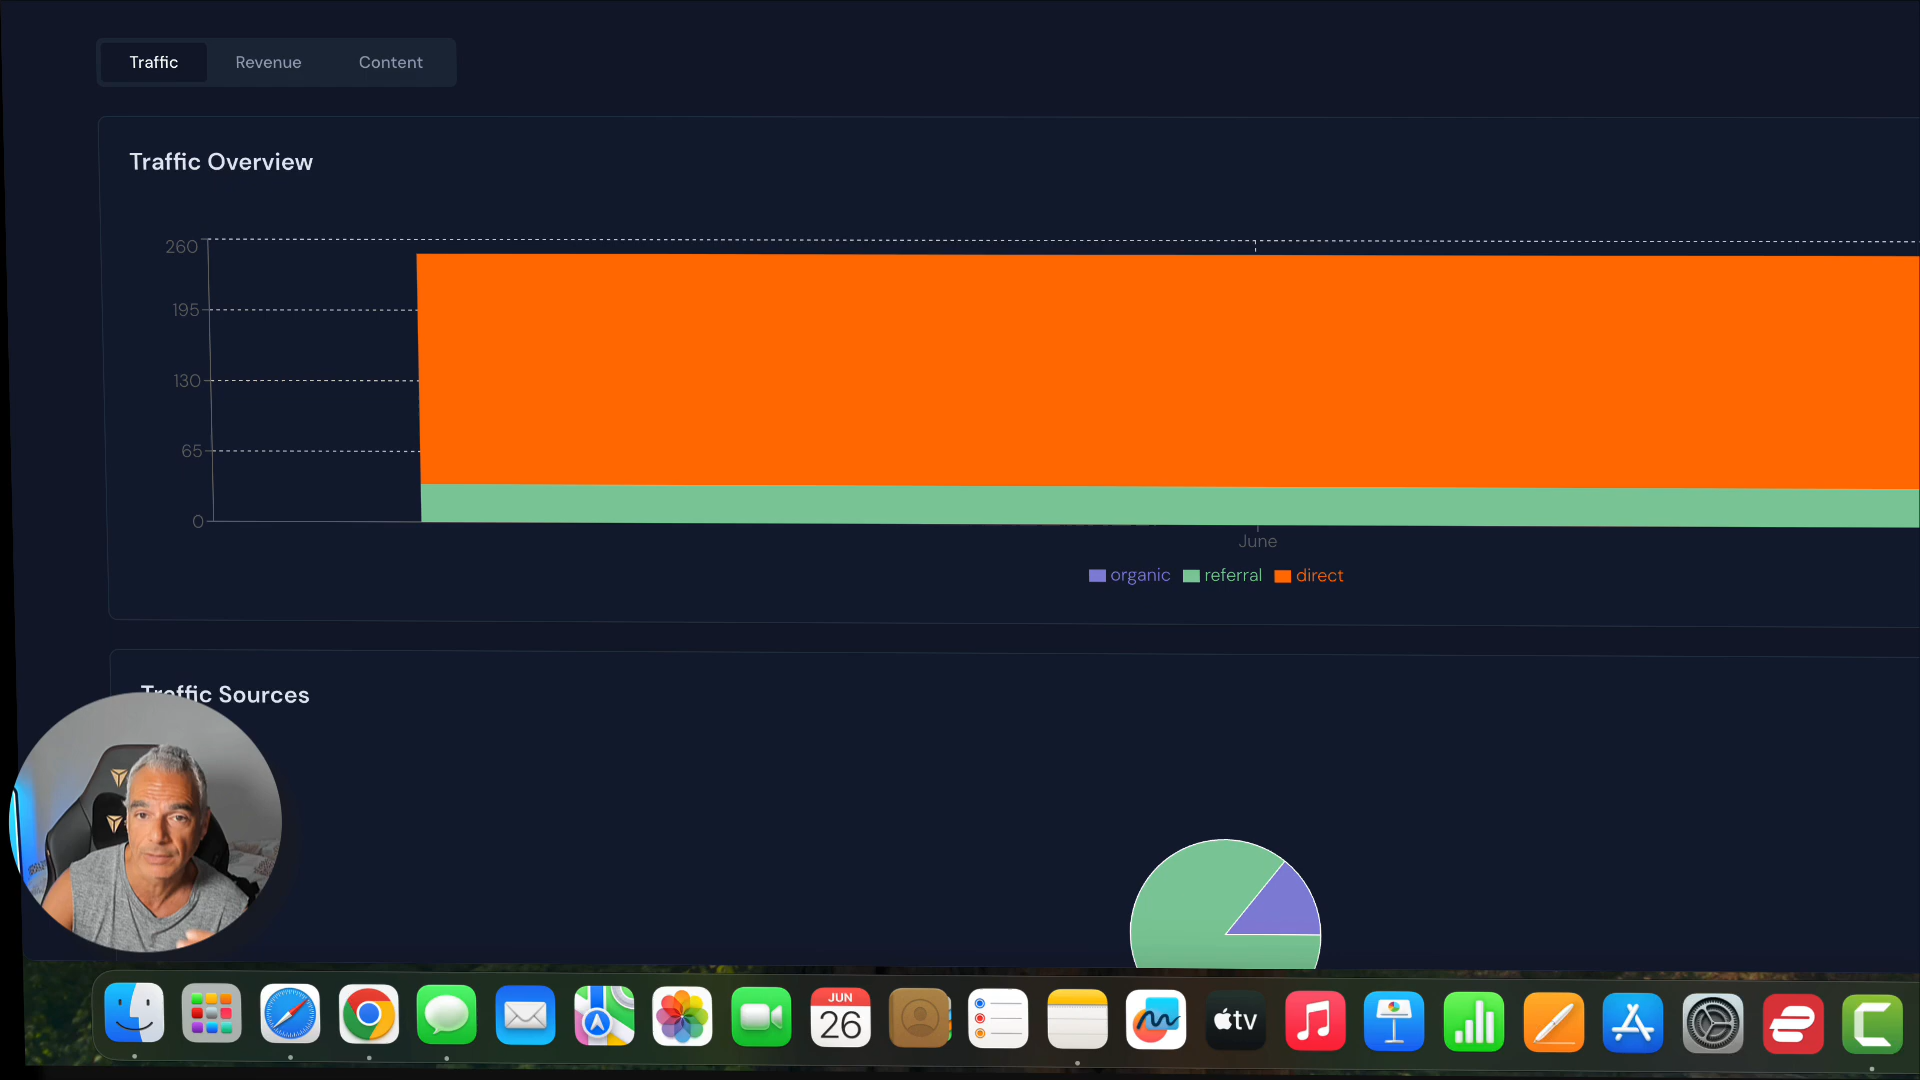 Traffic Revenue Content
Traffic Overview
260
195
130
65
0
June
organic referral direct
Traffic Sources
JUN
26
tv